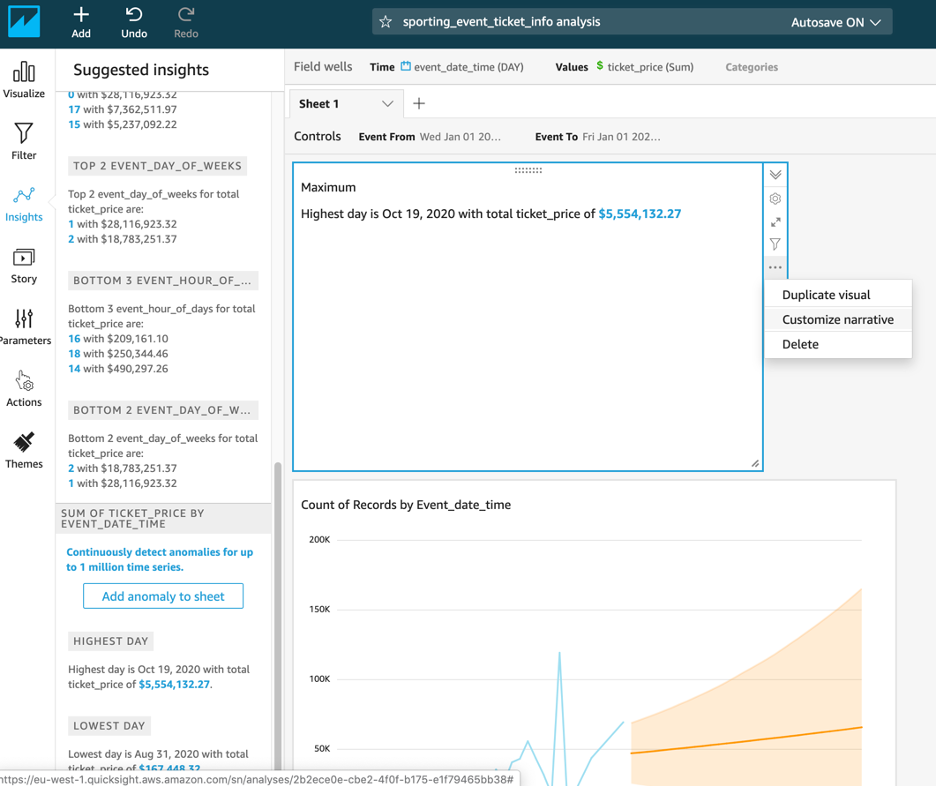 Add
Undo
Redo
sporting_event_ticket_info analysis
Autosave ON
Visualize
Filter
Insights
Story
Parameters
Actions
Themes
Suggested insights
0 with $28,116,923.32
17 with $7,362,511.97
15 with $5,237,092.22
TOP 2 EVENT_DAY_OF_WEEKS
Top 2 event_day_of_weeks for total
ticket_price are:
1 with $28,116,923.32
2 with $18,783,251.37
BOTTOM 3 EVENT_HOUR_OF_...
Bottom 3 event_hour_of_days for total
ticket_price are:
16 with $209,161.10
18 with $250,344.46
14 with $490,297.26
BOTTOM 2 EVENT_DAY_OF_W...
Bottom 2 event_day_of_weeks for total
ticket_price are:
2 with $18,783,251.37
1 with $28,116,923.32
SUM OF TICKET_PRICE BY
EVENT_DATE_TIME
Continuously detect anomalies for up
to 1 million time series.
Add anomaly to sheet
HIGHEST DAY
Highest day is Oct 19, 2020 with total
ticket_price of $5,554,132.27.
LOWEST DAY
Lowest day is Aug 31, 2020 with total
ticket_price of $167,448.32
https://eu-west-1.quicksight.aws.amazon.com/sn/analyses/2b2ece0e-cbe2-4f0f-b175-e1f79465bb38#
Field wells
Time event_date_time (DAY)
Values $ ticket_price (Sum)
Categories
Sheet 1
Controls
Event From Wed Jan 01 20...
Event To Fri Jan 01 202...
Maximum
Highest day is Oct 19, 2020 with total ticket_price of $5,554,132.27
Duplicate visual
Customize narrative
Delete
Count of Records by Event_date_time
200K
150K
100K
50K